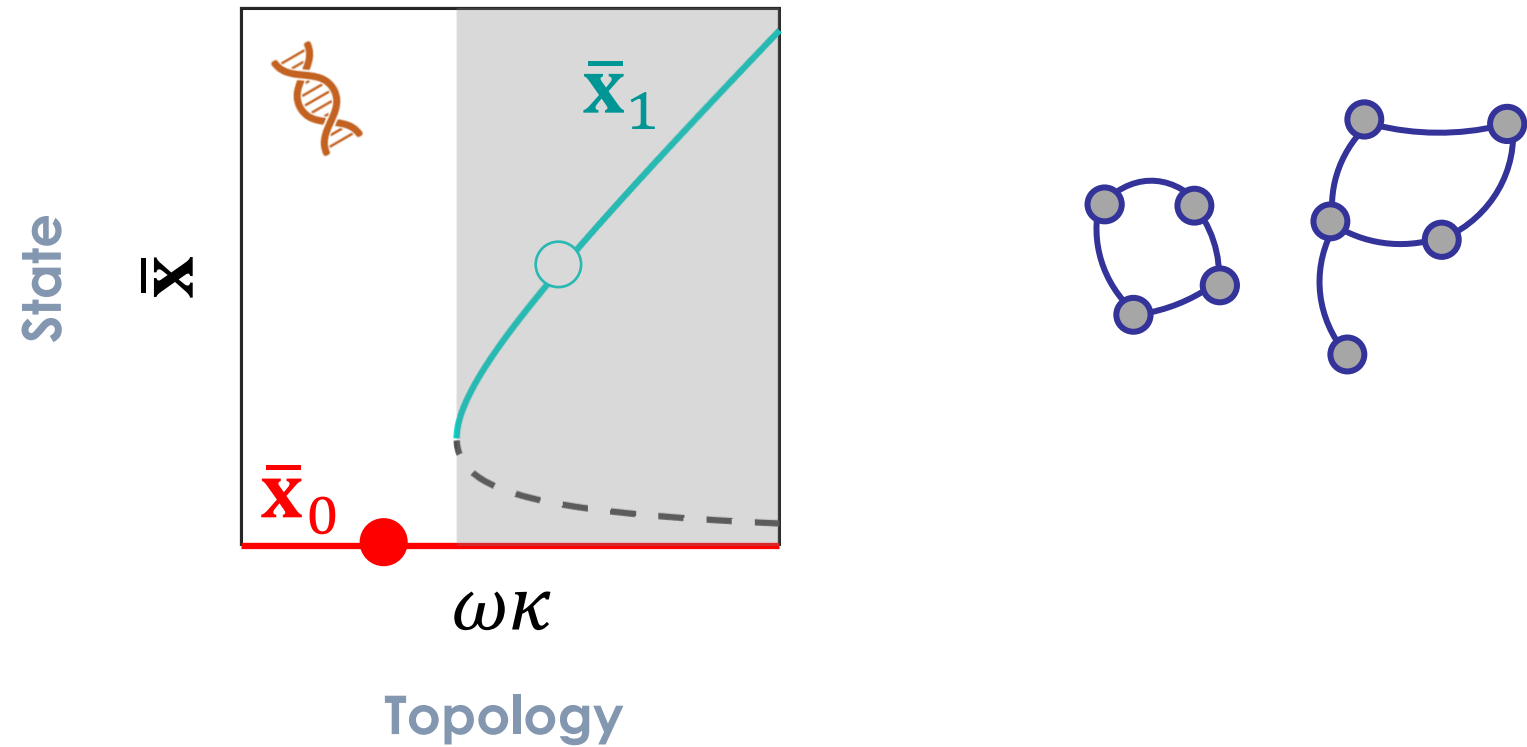 x̄₁
State
x̄
x̄₀
ωκ
Topology